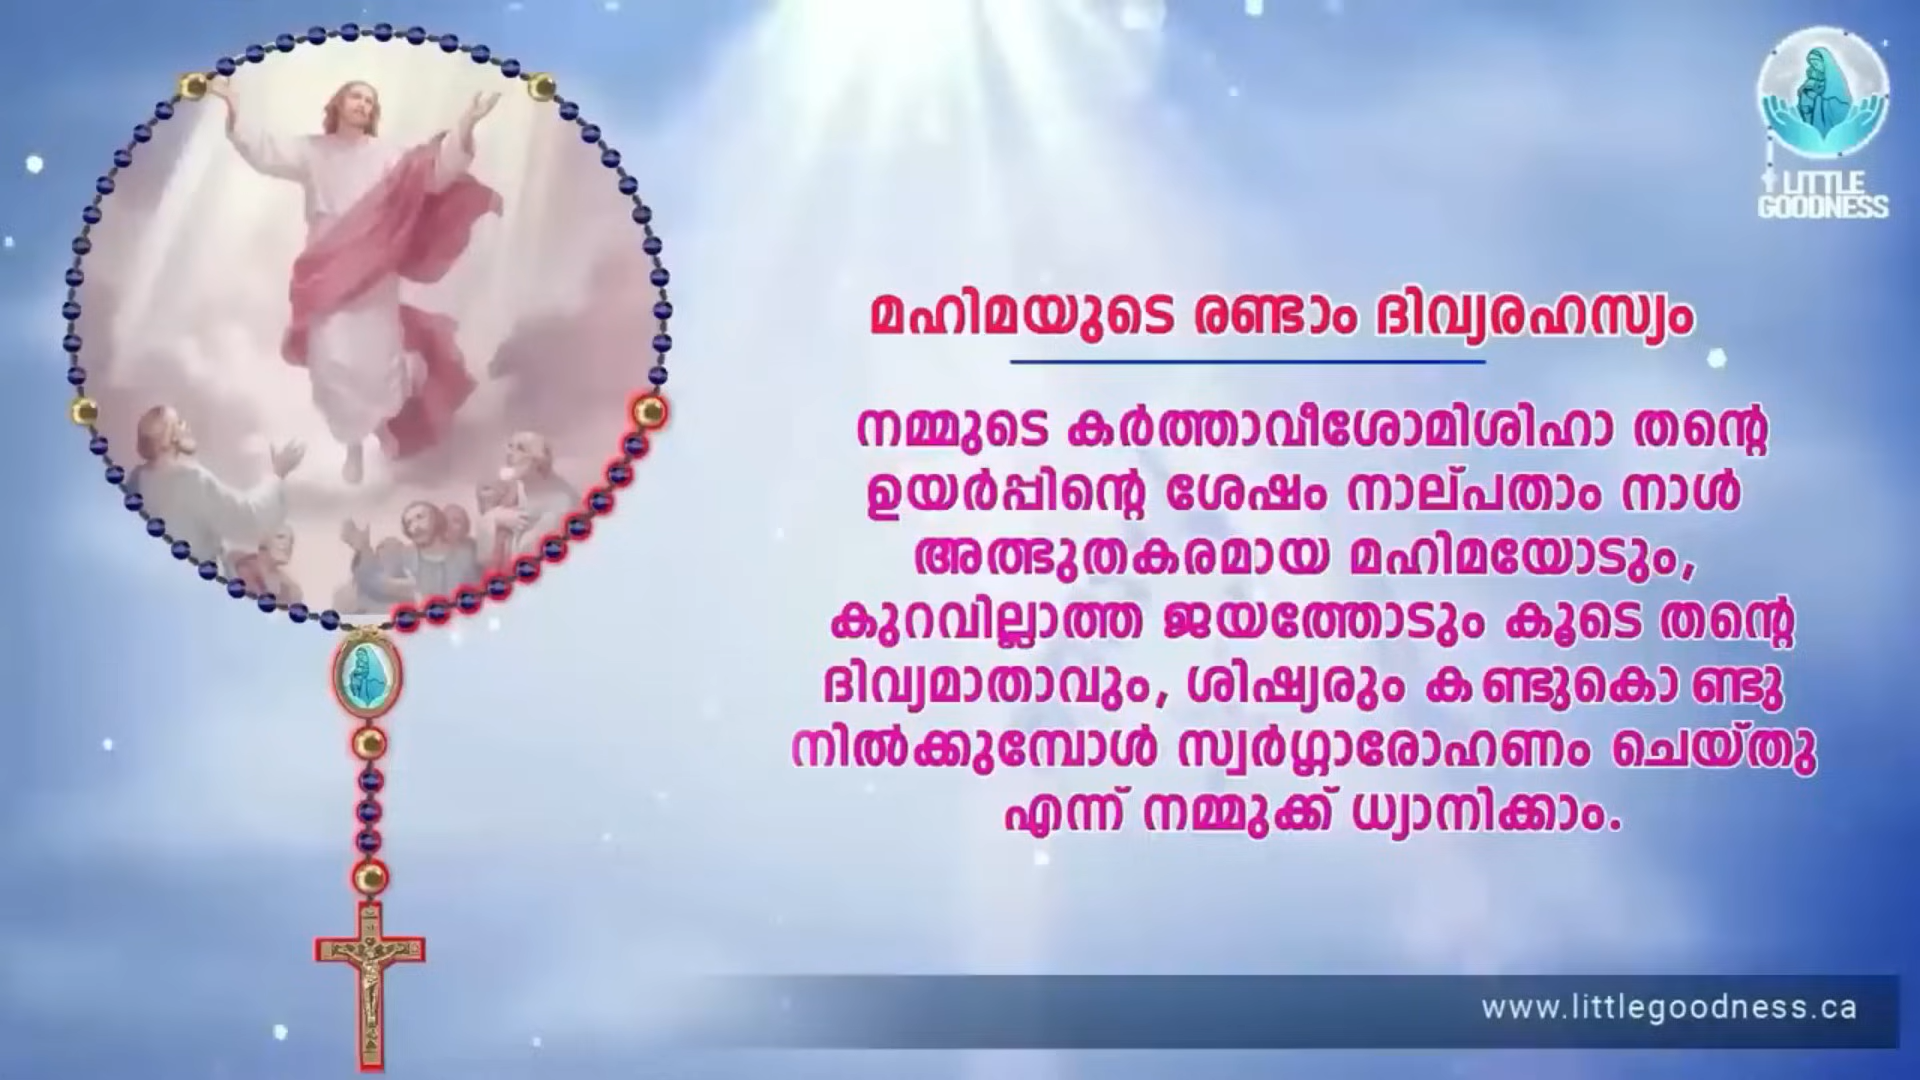 LITTLE
GOODNESS
മഹിമയുടെ രണ്ടാം ദിവ്യരഹസ്യം
നമ്മുടെ കർത്താവീശോമിശിഹാ തന്റെ
ഉയർപ്പിന്റെ ശേഷം നാല്പതാം നാൾ
അത്ഭുതകരമായ മഹിമയോടും,
കുറവില്ലാത്ത ജയത്തോടും കൂടെ തന്റെ
ദിവ്യമാതാവും, ശിഷ്യരും കണ്ടുകൊണ്ടു
നിൽക്കുമ്പോൾ സ്വർഗ്ഗാരോഹണം ചെയ്തു
എന്ന് നമ്മുക്ക് ധ്യാനിക്കാം.
www.littlegoodness.ca